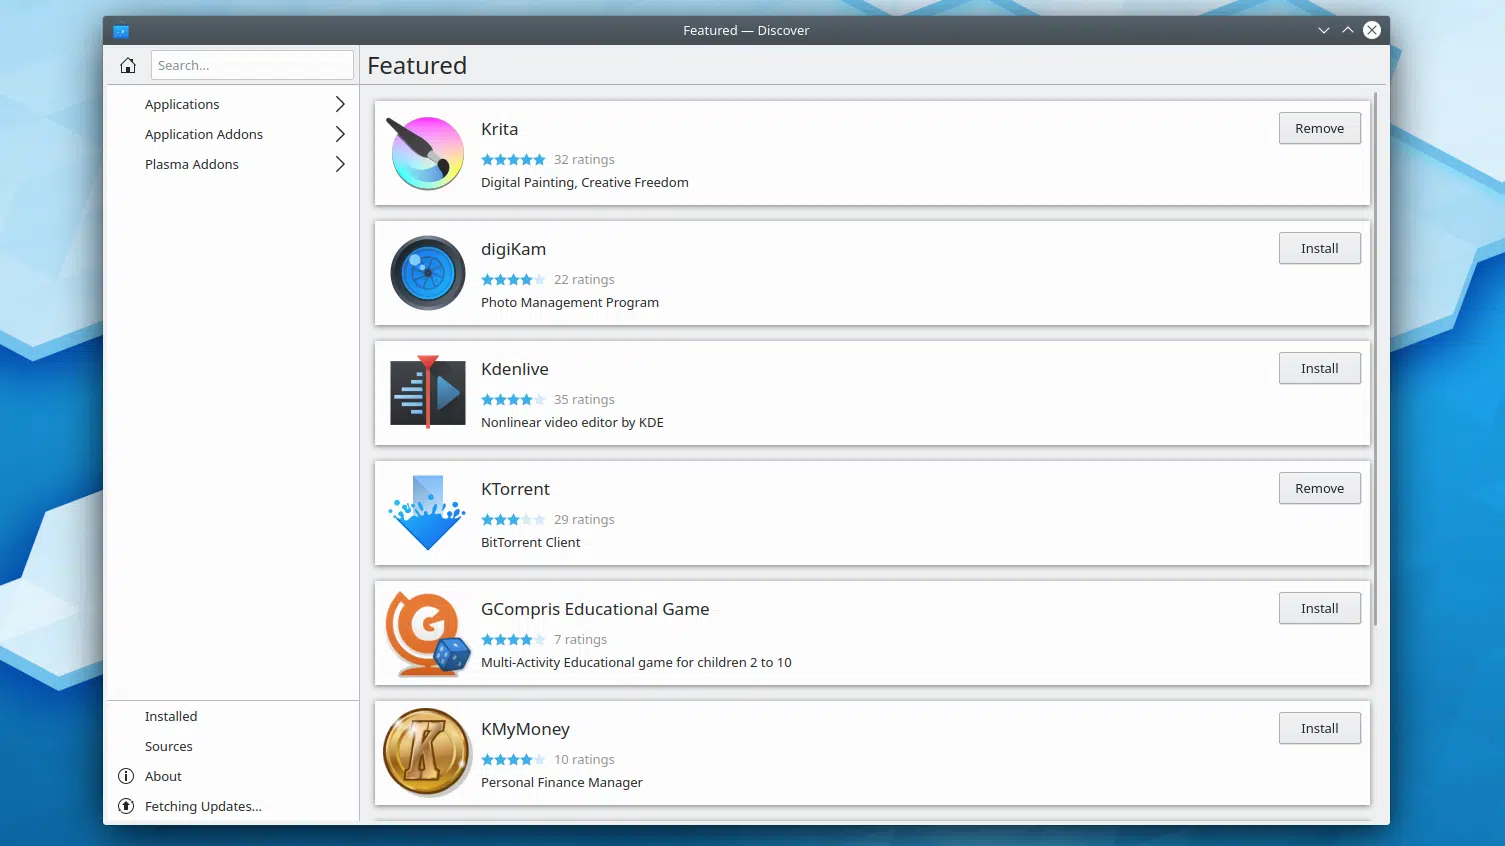 Featured — Discover
Search...
Featured
Applications
Application Addons
Plasma Addons
Krita
32 ratings
Digital Painting, Creative Freedom
Remove
digiKam
22 ratings
Photo Management Program
Install
Kdenlive
35 ratings
Nonlinear video editor by KDE
Install
KTorrent
29 ratings
BitTorrent Client
Remove
G
GCompris Educational Game
7 ratings
Multi-Activity Educational game for children 2 to 10
Install
K
KMyMoney
10 ratings
Personal Finance Manager
Install
Installed
Sources
About
Fetching Updates...